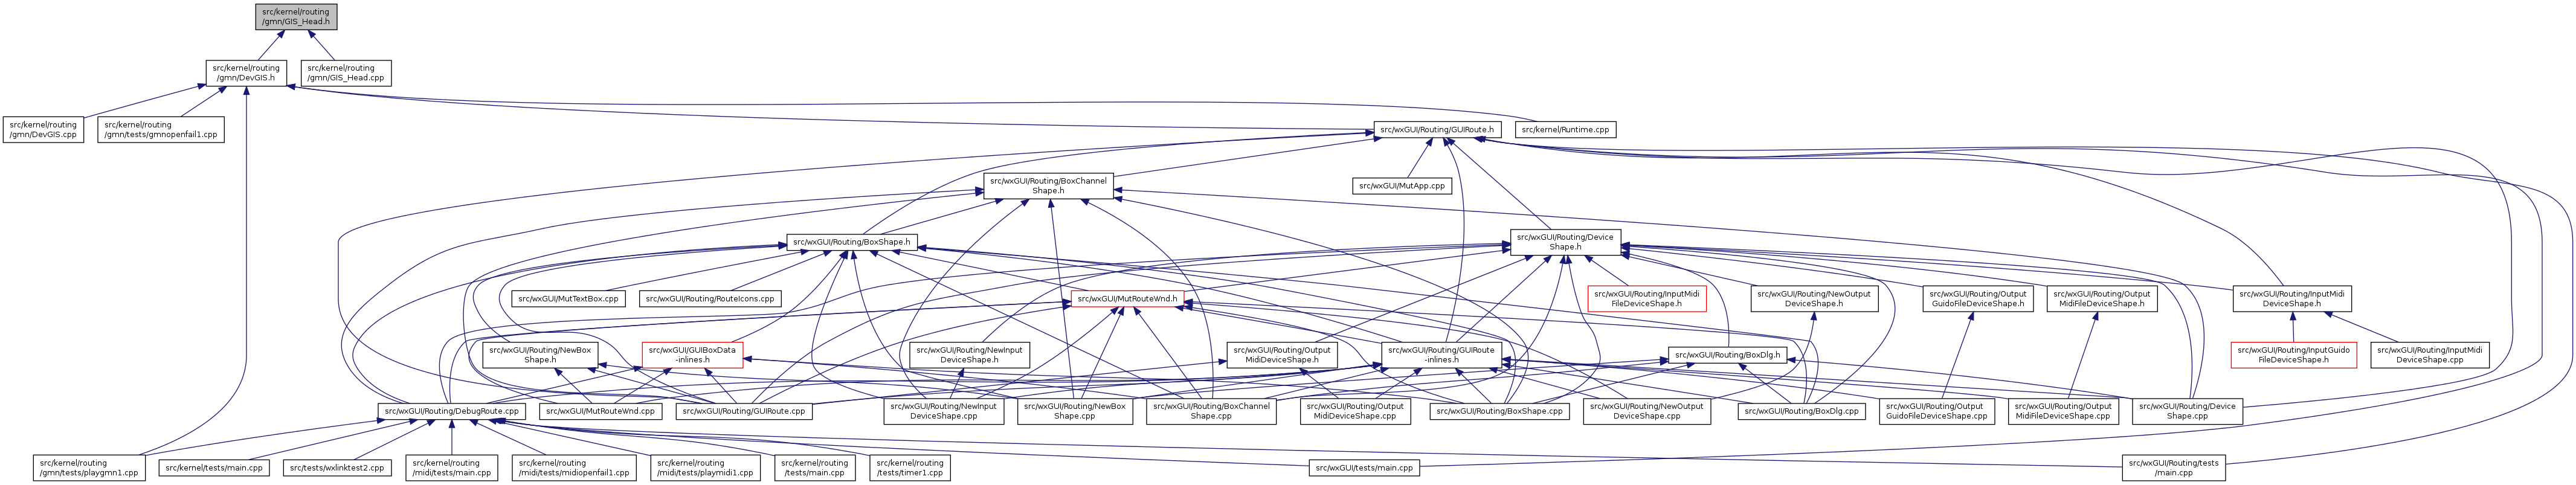 src/kernel/routing
/gmn/GIS_Head.h
src/kernel/routing
/gmn/DevGIS.h
src/kernel/routing
/gmn/GIS_Head.cpp
src/kernel/routing
/gmn/DevGIS.cpp
src/kernel/routing
/gmn/tests/gmnopenfail1.cpp
src/wxGUI/Routing/GUIRoute.h
src/kernel/Runtime.cpp
src/wxGUI/Routing/BoxChannel
Shape.h
src/wxGUI/MutApp.cpp
src/wxGUI/Routing/BoxShape.h
src/wxGUI/Routing/Device
Shape.h
src/wxGUI/MutTextBox.cpp
src/wxGUI/Routing/RouteIcons.cpp
src/wxGUI/MutRouteWnd.h
src/wxGUI/Routing/InputMidi
FileDeviceShape.h
src/wxGUI/Routing/NewOutput
DeviceShape.h
src/wxGUI/Routing/Output
GuidoFileDeviceShape.h
src/wxGUI/Routing/Output
MidiFileDeviceShape.h
src/wxGUI/Routing/InputMidi
DeviceShape.h
src/wxGUI/Routing/NewBox
Shape.h
src/wxGUI/GUIBoxData
-inlines.h
src/wxGUI/Routing/NewInput
DeviceShape.h
src/wxGUI/Routing/Output
MidiDeviceShape.h
src/wxGUI/Routing/GUIRoute
-inlines.h
src/wxGUI/Routing/BoxDlg.h
src/wxGUI/Routing/InputGuido
FileDeviceShape.h
src/wxGUI/Routing/InputMidi
DeviceShape.cpp
src/wxGUI/Routing/DebugRoute.cpp
src/wxGUI/MutRouteWnd.cpp
src/wxGUI/Routing/GUIRoute.cpp
src/wxGUI/Routing/NewInput
DeviceShape.cpp
src/wxGUI/Routing/NewBox
Shape.cpp
src/wxGUI/Routing/BoxChannel
Shape.cpp
src/wxGUI/Routing/Output
MidiDeviceShape.cpp
src/wxGUI/Routing/BoxShape.cpp
src/wxGUI/Routing/NewOutput
DeviceShape.cpp
src/wxGUI/Routing/BoxDlg.cpp
src/wxGUI/Routing/Output
GuidoFileDeviceShape.cpp
src/wxGUI/Routing/Output
MidiFileDeviceShape.cpp
src/wxGUI/Routing/Device
Shape.cpp
src/kernel/routing
/gmn/tests/playgmn1.cpp
src/kernel/tests/main.cpp
src/tests/wxlinktest2.cpp
src/kernel/routing
/midi/tests/main.cpp
src/kernel/routing
/midi/tests/midiopenfail1.cpp
src/kernel/routing
/midi/tests/playmidi1.cpp
src/kernel/routing
/tests/main.cpp
src/kernel/routing
/tests/timer1.cpp
src/wxGUI/tests/main.cpp
src/wxGUI/Routing/tests
/main.cpp